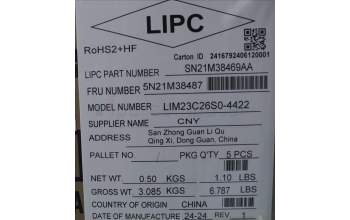 LIPC
RoHS2+HF
Carton ID 2416792406120001
LIPC PART NUMBER SN21M38469AA
FRU NUMBER 5N21M38487
MODEL NUMBER LIM23C26S0-4422
SUPPLIER NAME CNY
ADDRESS San Zhong Guan Li Qu
Qing Xi, Dong Guan, China
PALLET NO / PKG Q'TY 5 PCS
NET WT. 0.50 KGS 1.10 LBS
GROSS WT. 3.085 KGS 6.787 LBS
COUNTRY OF ORIGIN CHINA
DATE OF MANUFACTURE 24-24 REV.